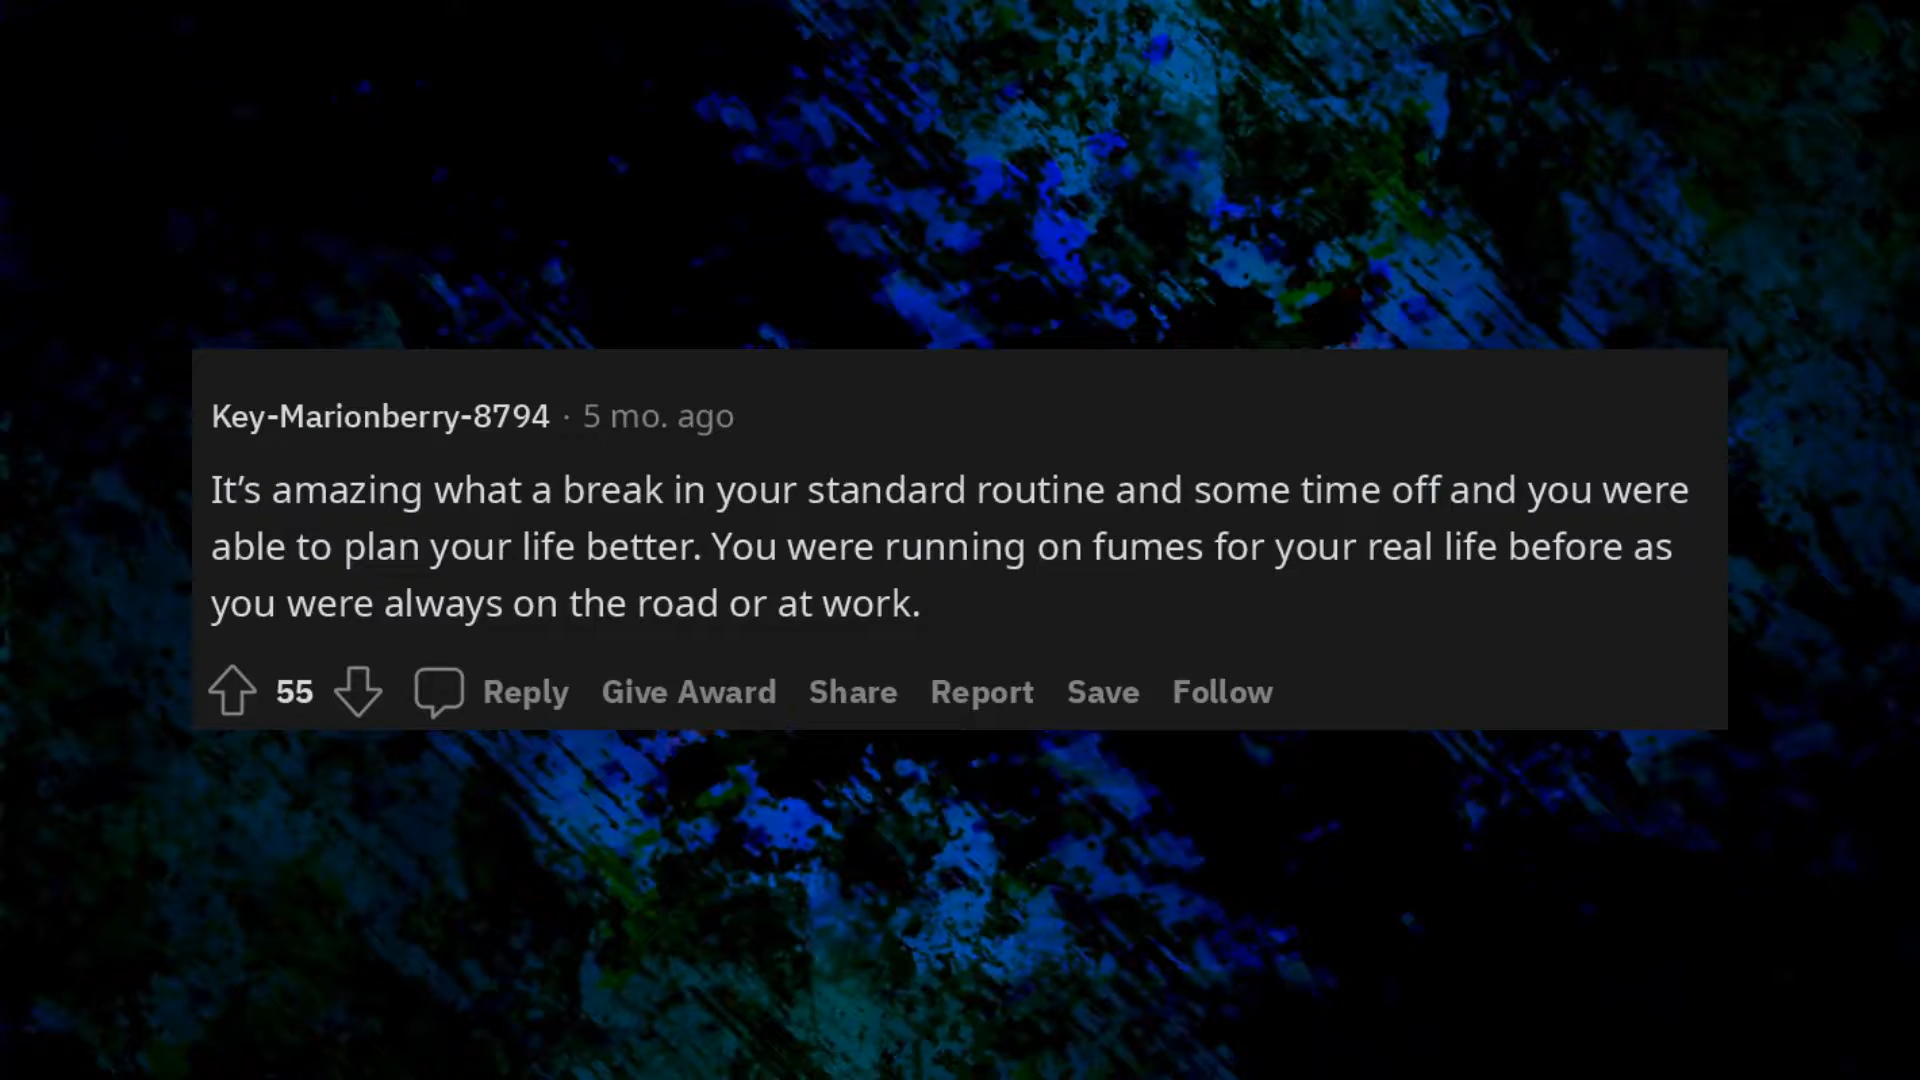 Key-Marionberry-8794 · 5 mo. ago
It’s amazing what a break in your standard routine and some time off and you were
able to plan your life better. You were running on fumes for your real life before as
you were always on the road or at work.
55 Reply Give Award Share Report Save Follow